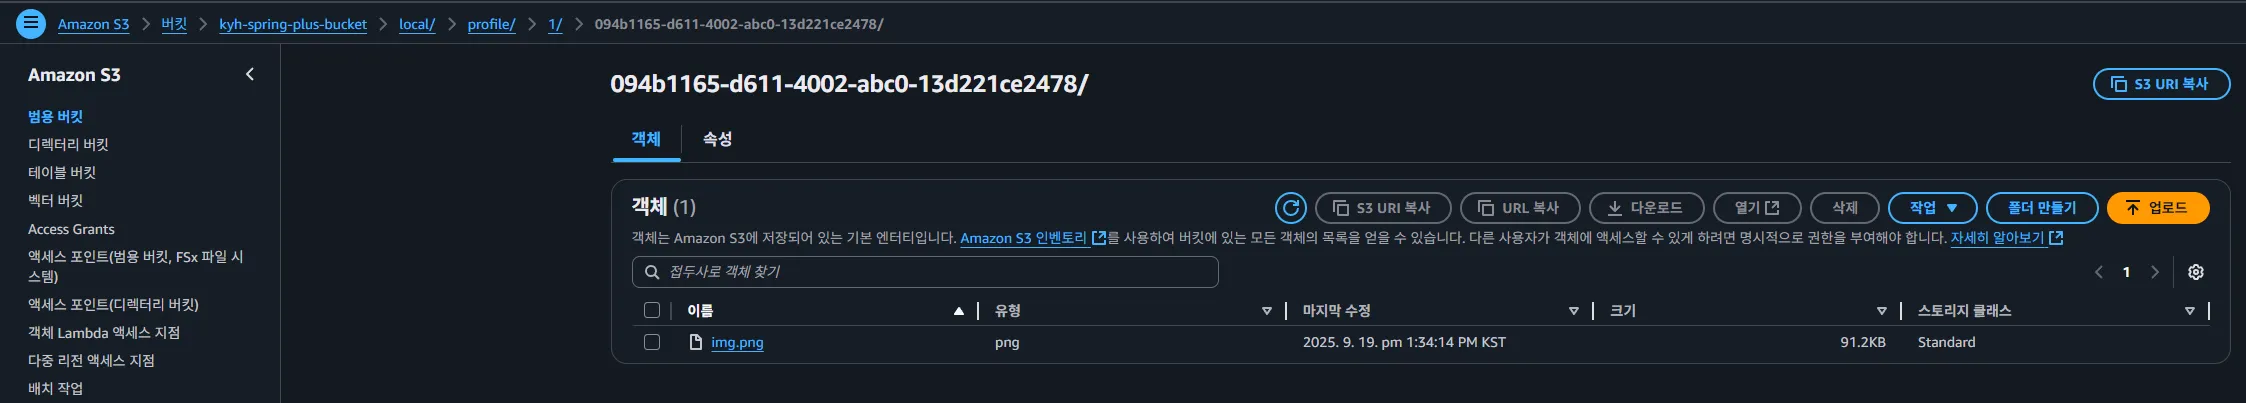 Amazon S3 > 버킷 > kyh-spring-plus-bucket > local/ > profile/ > 1/ > 094b1165-d611-4002-abc0-13d221ce2478/
Amazon S3
범용 버킷
디렉터리 버킷
테이블 버킷
벡터 버킷
Access Grants
액세스 포인트(범용 버킷, FSx 파일 시
스템)
액세스 포인트(디렉터리 버킷)
객체 Lambda 액세스 지점
다중 리전 액세스 지점
배치 작업
094b1165-d611-4002-abc0-13d221ce2478/
S3 URI 복사
객체 속성
객체 (1)
S3 URI 복사 URL 복사 다운로드 열기 삭제 작업 폴더 만들기 업로드
객체는 Amazon S3에 저장되어 있는 기본 엔터티입니다. Amazon S3 인벤토리를 사용하여 버킷에 있는 모든 객체의 목록을 얻을 수 있습니다. 다른 사용자가 객체에 액세스할 수 있게 하려면 명시적으로 권한을 부여해야 합니다. 자세히 알아보기
접두사로 객체 찾기
1
이름 유형 마지막 수정 크기 스토리지 클래스
img.png png 2025. 9. 19. pm 1:34:14 PM KST 91.2KB Standard